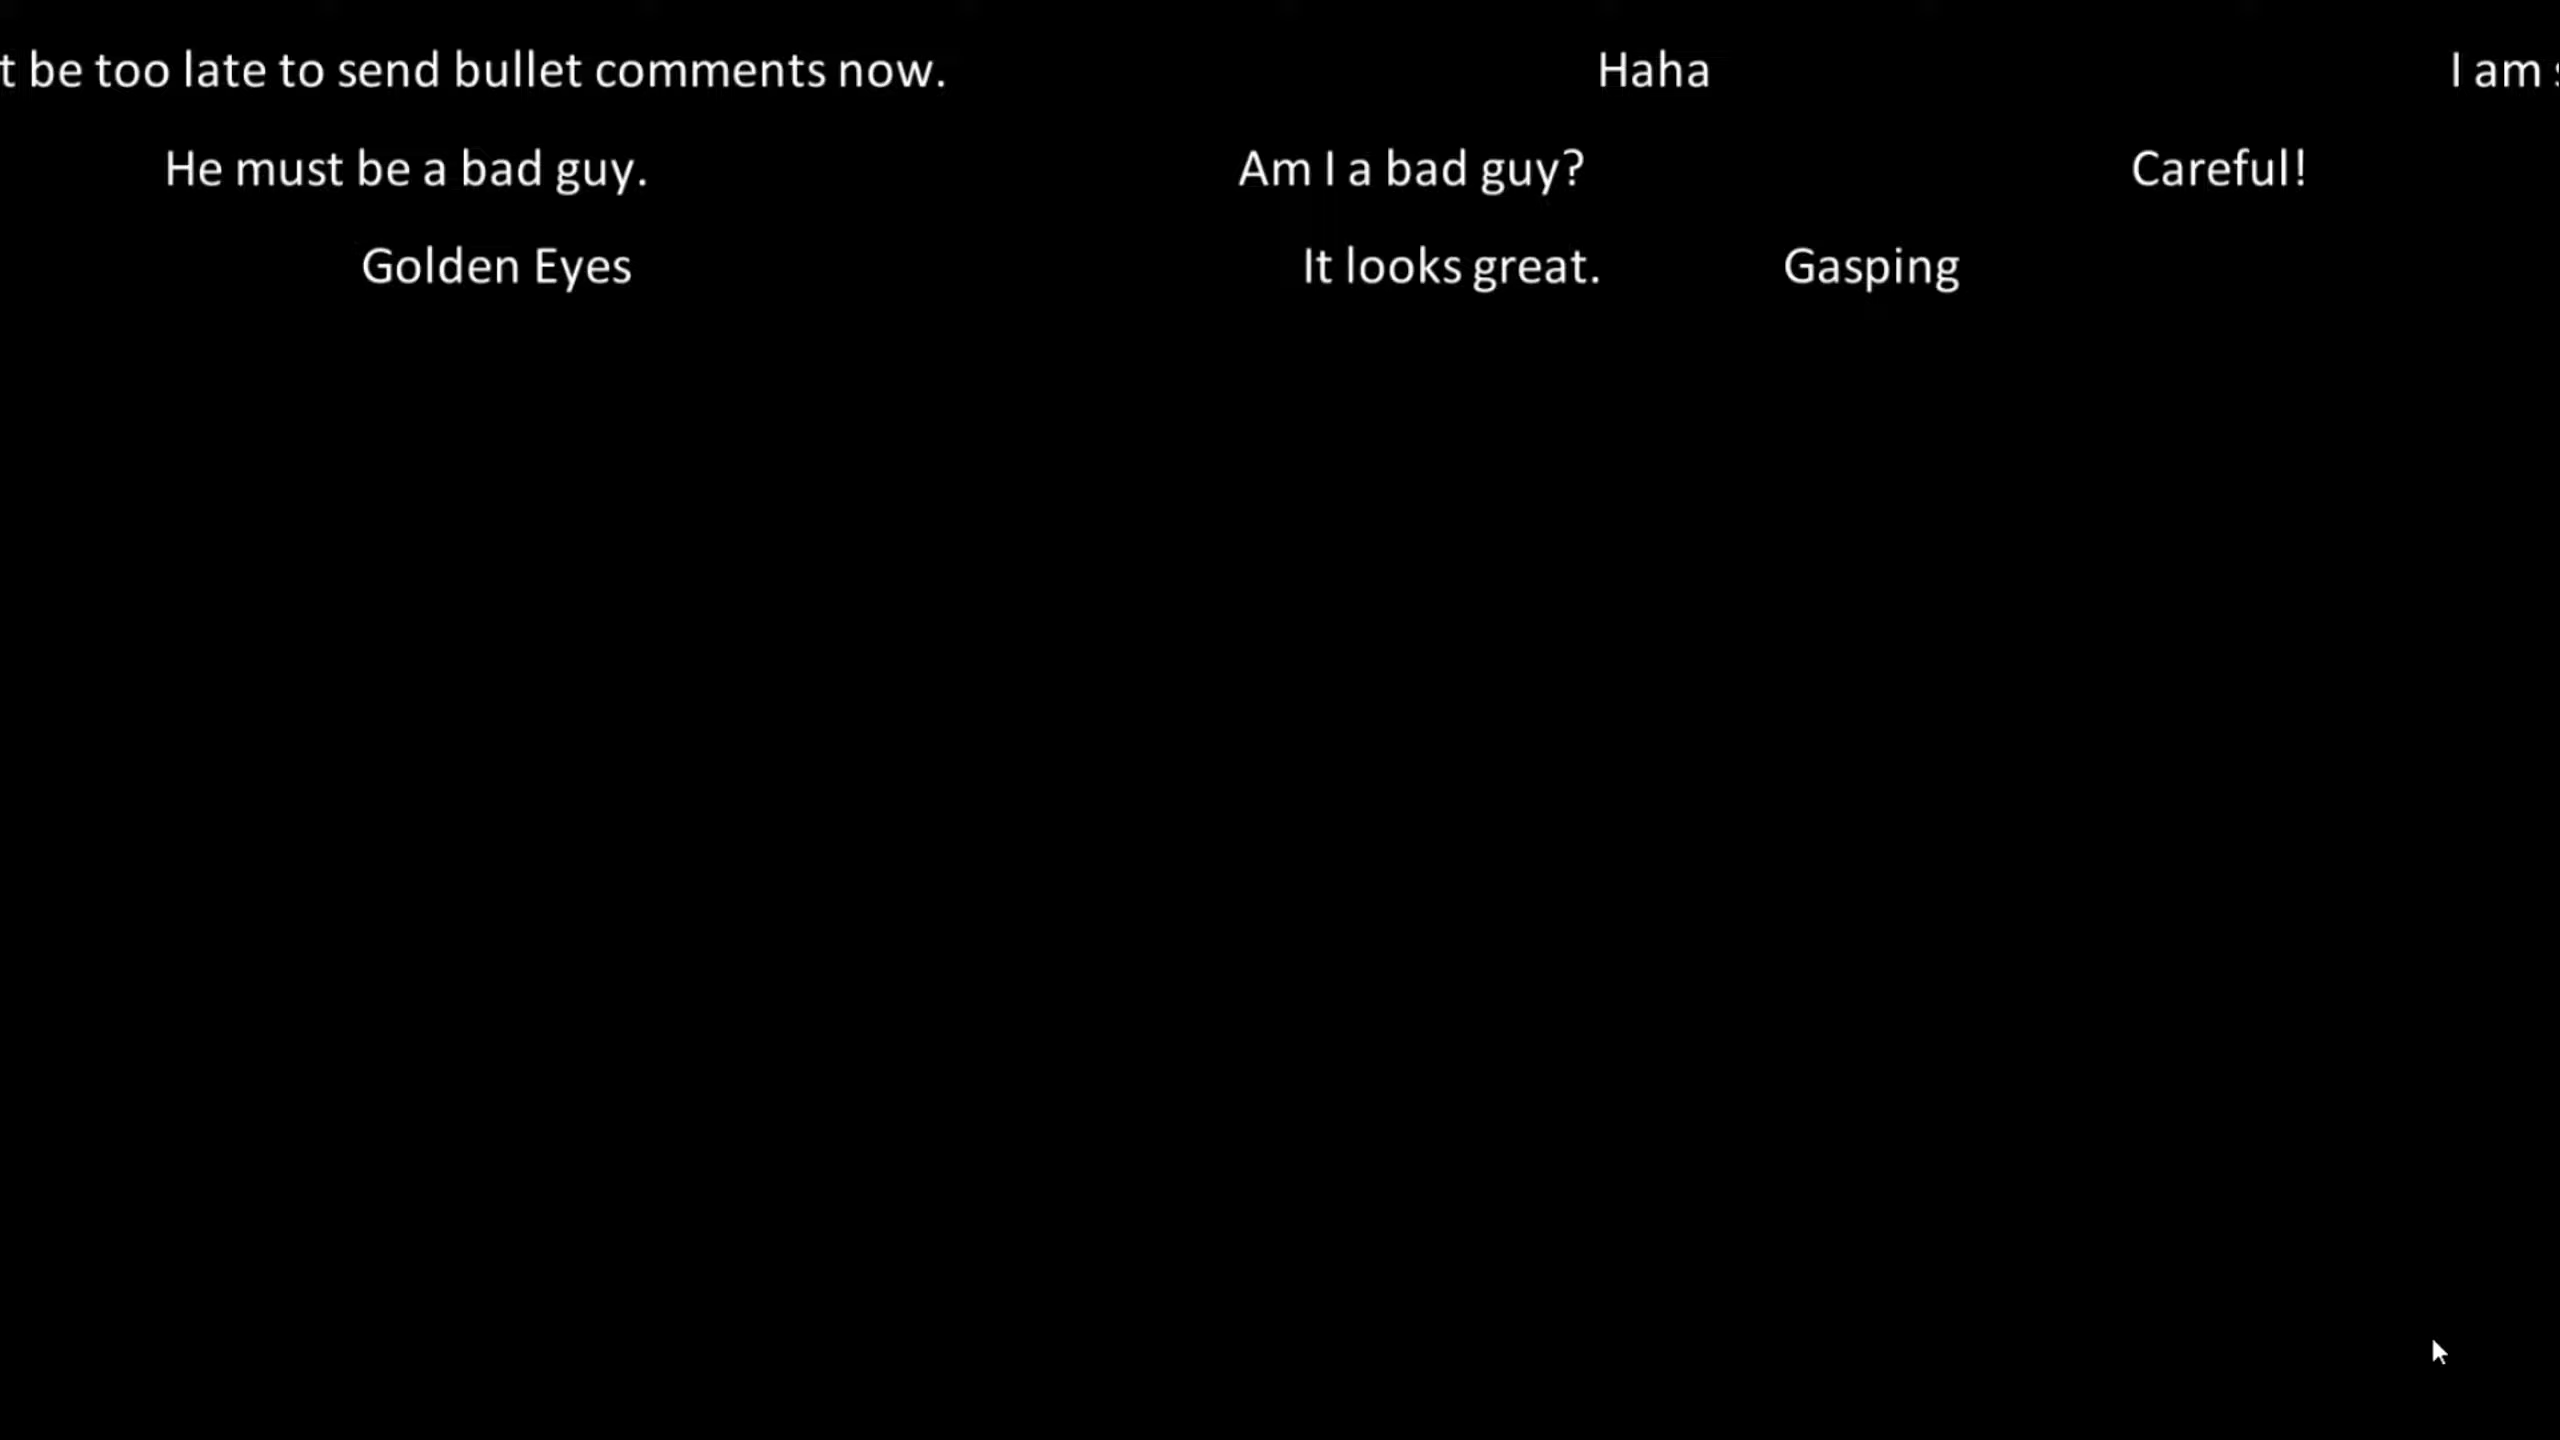 t be too late to send bullet comments now. Haha I am
He must be a bad guy. Am I a bad guy? Careful!
Golden Eyes It looks great. Gasping